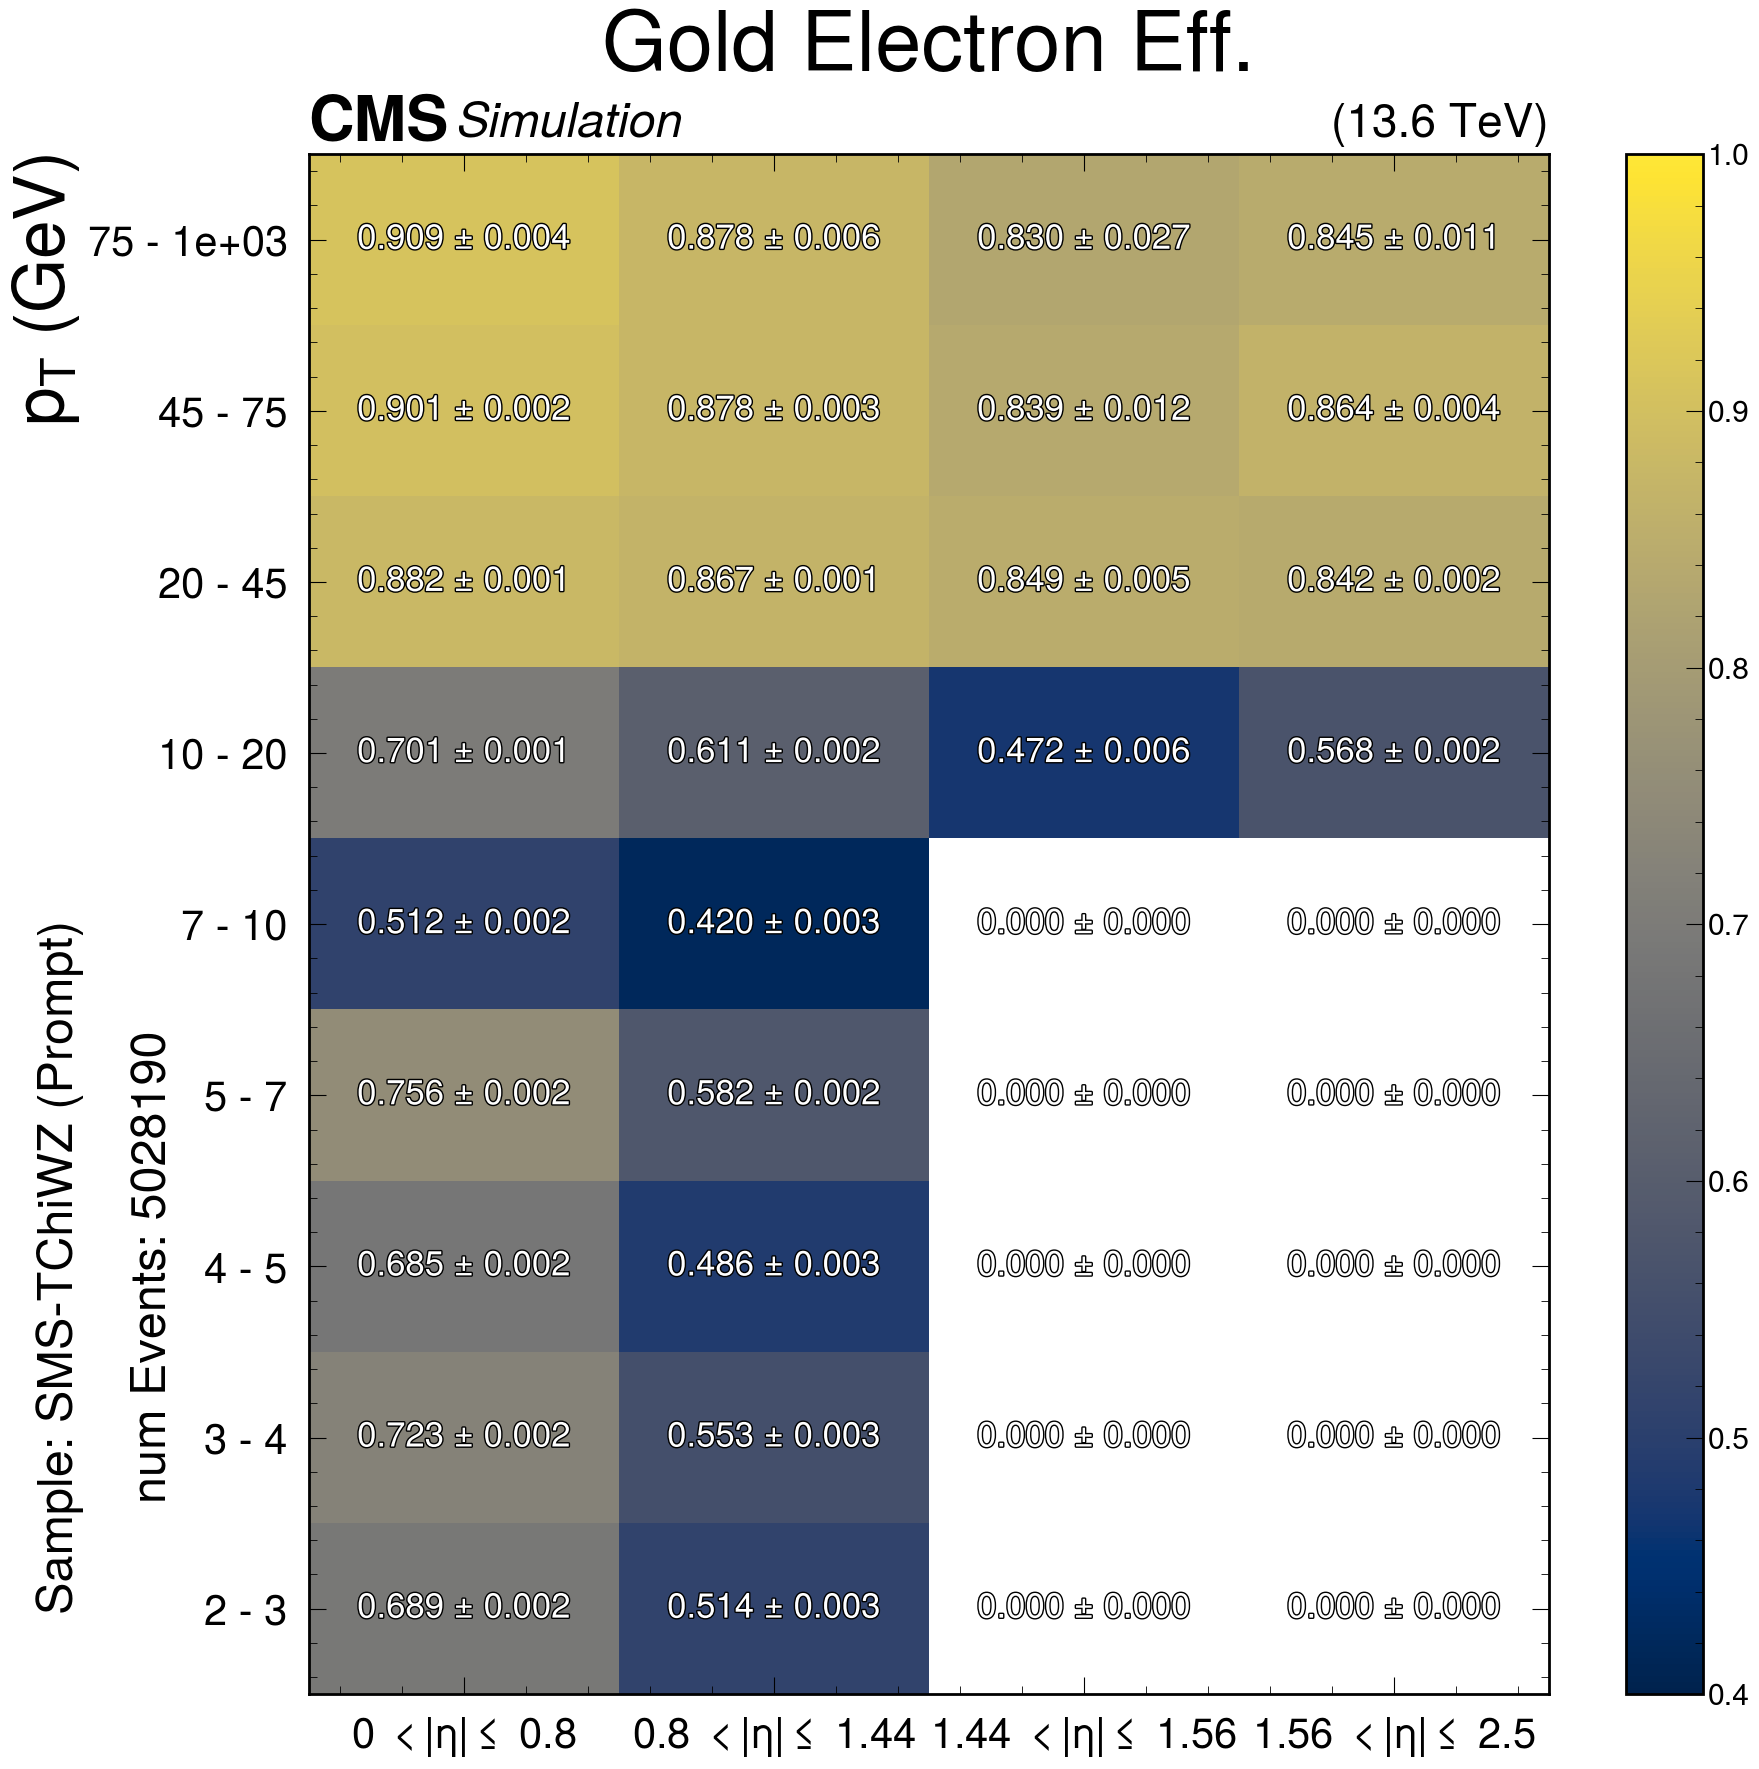 Gold Electron Eff.
CMS Simulation (13.6 TeV)
pT (GeV)
75 - 1e+03 0.909 ± 0.004 0.878 ± 0.006 0.830 ± 0.027 0.845 ± 0.011
45 - 75 0.901 ± 0.002 0.878 ± 0.003 0.839 ± 0.012 0.864 ± 0.004
20 - 45 0.882 ± 0.001 0.867 ± 0.001 0.849 ± 0.005 0.842 ± 0.002
10 - 20 0.701 ± 0.001 0.611 ± 0.002 0.472 ± 0.006 0.568 ± 0.002
7 - 10 0.512 ± 0.002 0.420 ± 0.003 0.000 ± 0.000 0.000 ± 0.000
5 - 7 0.756 ± 0.002 0.582 ± 0.002 0.000 ± 0.000 0.000 ± 0.000
4 - 5 0.685 ± 0.002 0.486 ± 0.003 0.000 ± 0.000 0.000 ± 0.000
3 - 4 0.723 ± 0.002 0.553 ± 0.003 0.000 ± 0.000 0.000 ± 0.000
2 - 3 0.689 ± 0.002 0.514 ± 0.003 0.000 ± 0.000 0.000 ± 0.000
0 < |η| ≤ 0.8 0.8 < |η| ≤ 1.44 1.44 < |η| ≤ 1.56 1.56 < |η| ≤ 2.5
Sample: SMS-TChiWZ (Prompt)
num Events: 5028190
1.0
0.9
0.8
0.7
0.6
0.5
0.4